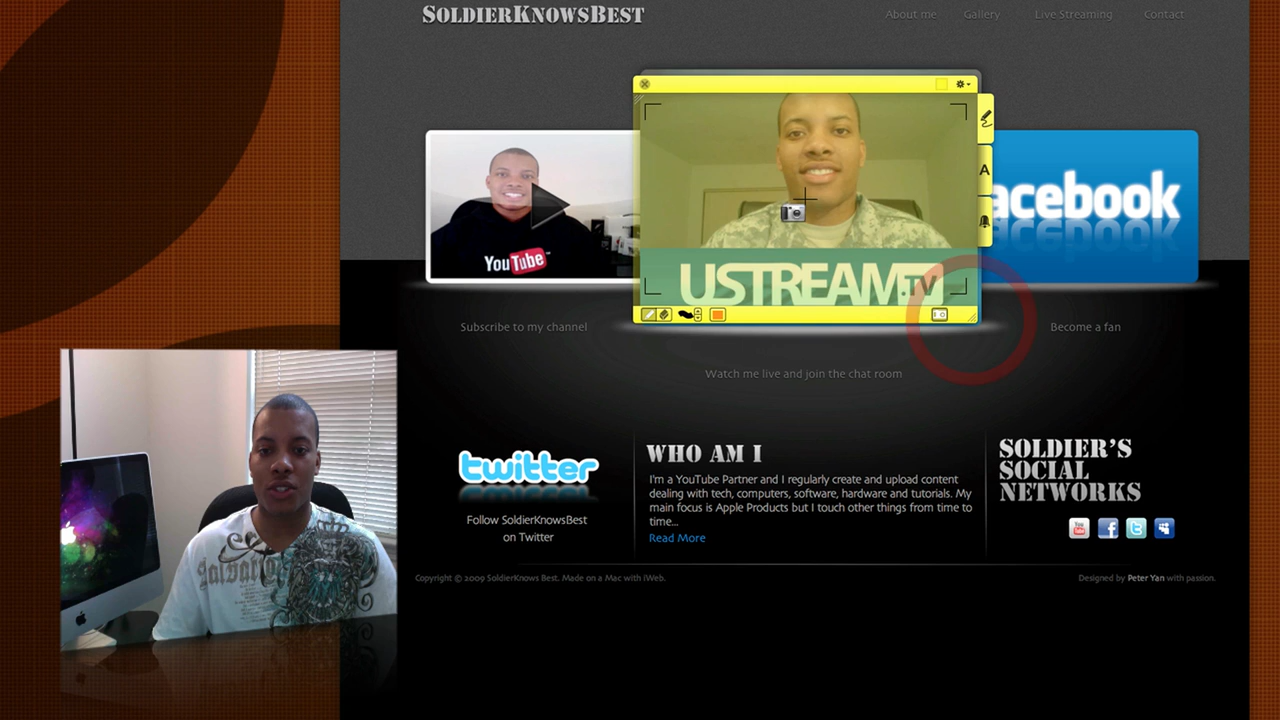 SOLDIERKNOWSBEST
About me
Gallery
Live Streaming
Contact
YouTube
USTREAM.TV
A
acebook
Subscribe to my channel
Become a fan
Watch me live and join the chat room
twitter
Follow SoldierKnowsBest
on Twitter
WHO AM I
I'm a YouTube Partner and I regularly create and upload content
dealing with tech, computers, software, hardware and tutorials. My
main focus is Apple Products but I touch other things from time to
time...
Read More
SOLDIER'S
SOCIAL
NETWORKS
Copyright © 2009 SoldierKnows Best. Made on a Mac with iWeb.
Designed by Peter Yan with passion.